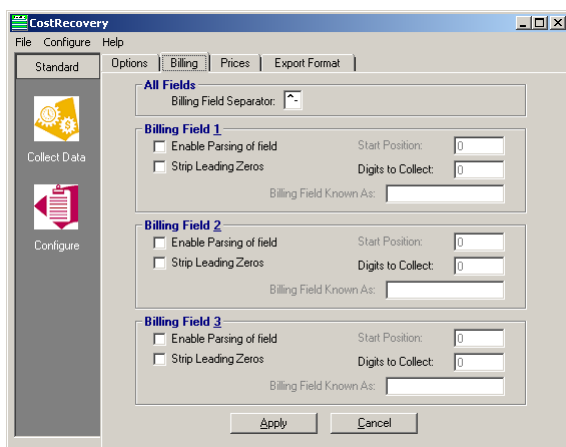 CostRecovery
File Configure Help
Standard
Options Billing Prices Export Format
All Fields
Billing Field Separator: ^-
Billing Field 1
Enable Parsing of field Start Position: 0
Strip Leading Zeros Digits to Collect: 0
Billing Field Known As:
Collect Data
Billing Field 2
Enable Parsing of field Start Position: 0
Strip Leading Zeros Digits to Collect: 0
Billing Field Known As:
Configure
Billing Field 3
Enable Parsing of field Start Position: 0
Strip Leading Zeros Digits to Collect: 0
Billing Field Known As:
Apply Cancel